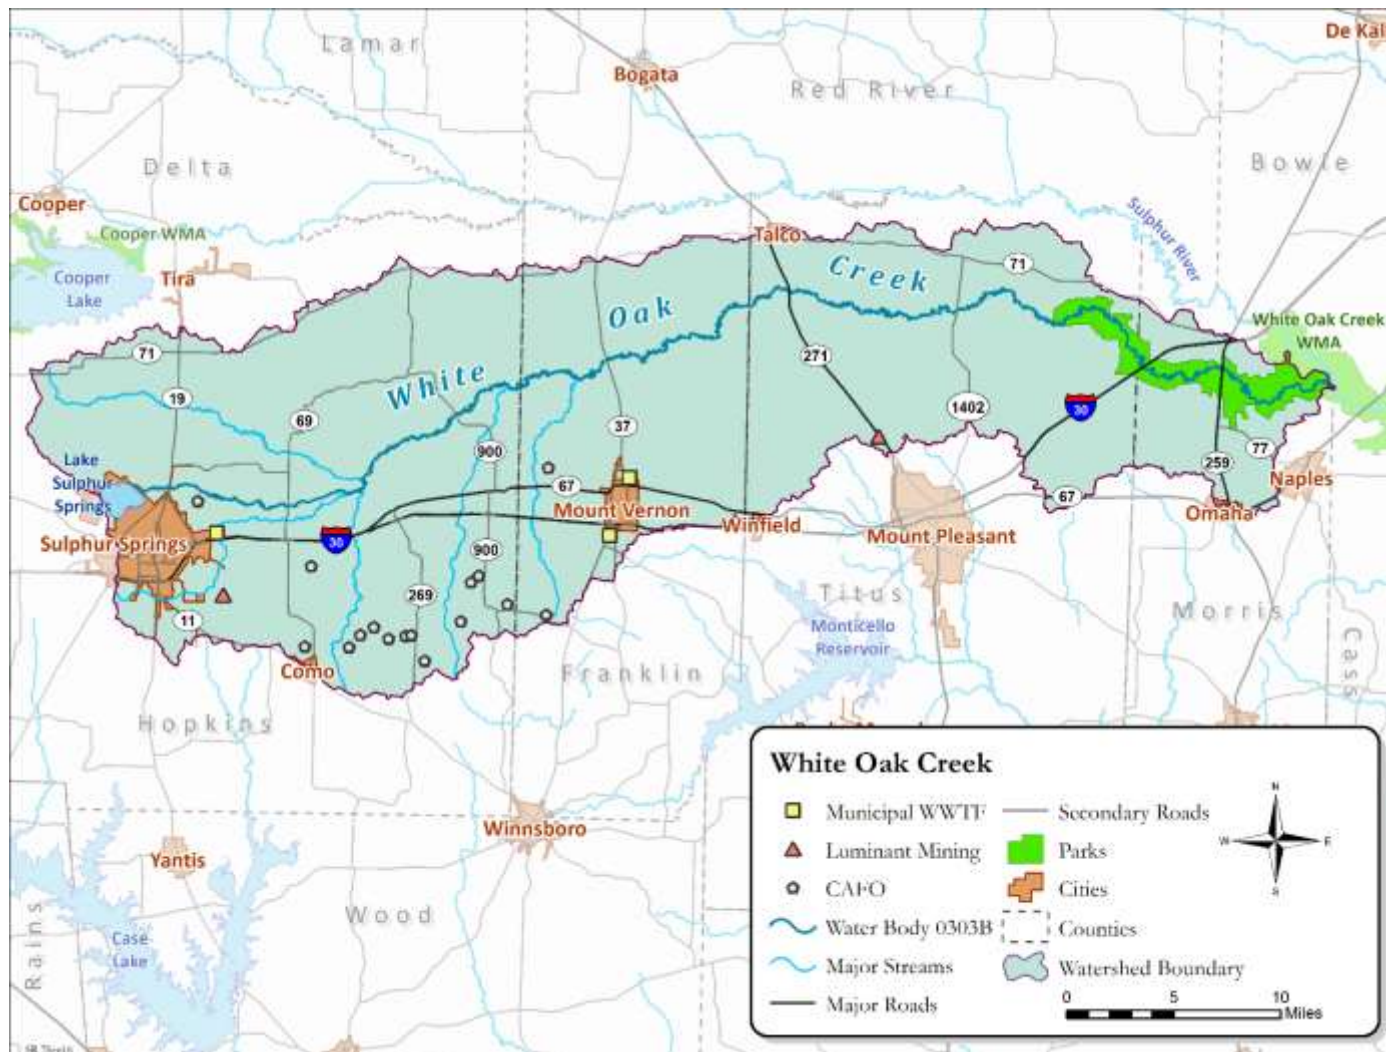 Lamar
De Kal
Bogata
Red River
Bowie
Delta
Cooper
Cooper WMA
Sulphur River
Talco
Creek
71
Cooper
Lake
Tira
Oak
White Oak Creek
WMA
71
271
White
19
69
37
1402
30
900
77
259
Lake
Sulphur
Springs
67
67
Naples
Mount Vernon
Omaha
Winfield
Sulphur Springs
30
Mount Pleasant
900
269
11
Titus
Monticello
Reservoir
Morris
Cass
Como
Franklin
Hopkins
Winnsboro
Yantis
Wood
Rains
Case
Lake
White Oak Creek
Municipal WWTF
Luminant Mining
CAFO
Water Body 0303B
Major Streams
Major Roads
Secondary Roads
Parks
Cities
Counties
Watershed Boundary
N
W E
S
0 5 10
Miles